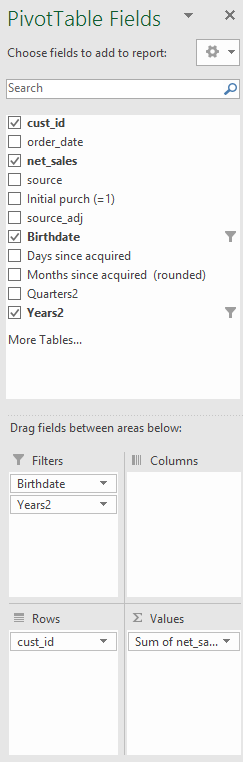 PivotTable Fields
Choose fields to add to report:
Search
cust_id
order_date
net_sales
source
Initial purch (=1)
source_adj
Birthdate
Days since acquired
Months since acquired (rounded)
Quarters2
Years2
More Tables...
Drag fields between areas below:
Filters
Columns
Birthdate
Years2
Rows
Values
cust_id
Sum of net_sa...